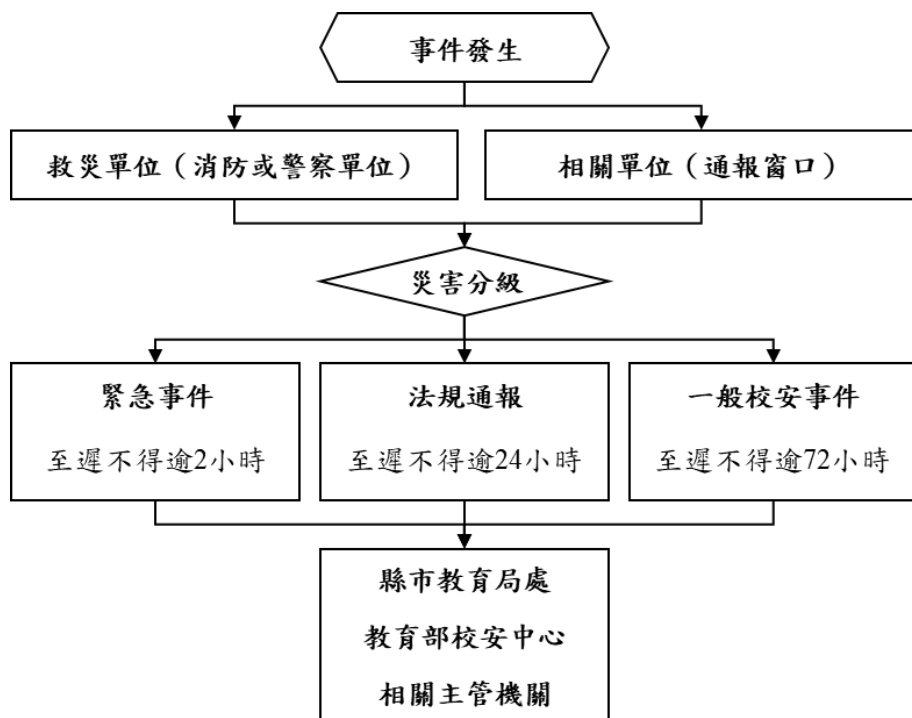 事件發生
救災單位（消防或警察單位）
相關單位（通報窗口）
災害分級
緊急事件
至遲不得逾2小時
法規通報
至遲不得逾24小時
一般校安事件
至遲不得逾72小時
縣市教育局處
教育部校安中心
相關主管機關